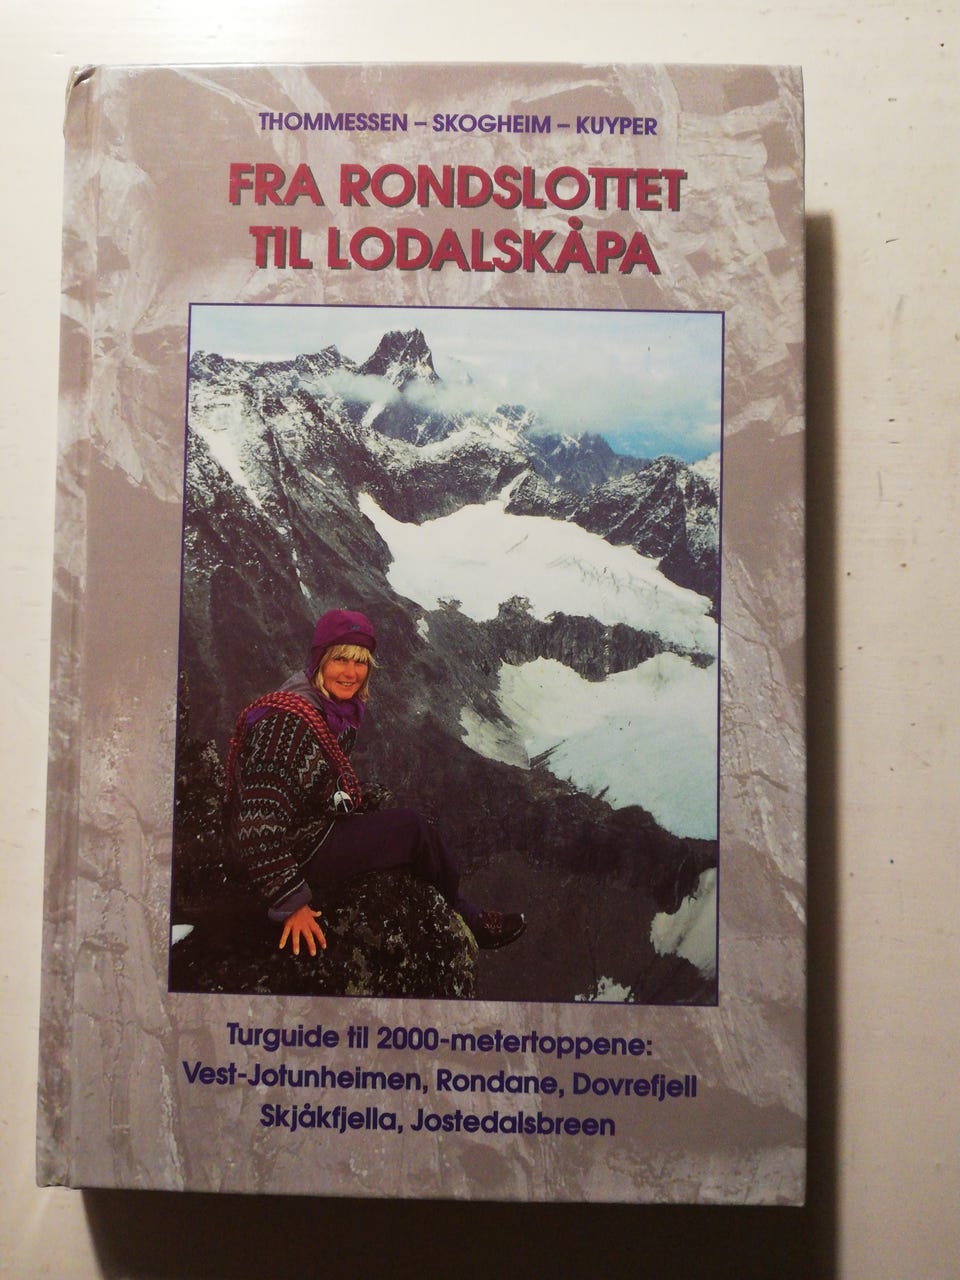 THOMMESSEN – SKOGHEIM – KUYPER
FRA RONDSLOTTET
TIL LODALSKÅPA
Turguide til 2000-metertoppene:
Vest-Jotunheimen, Rondane, Dovrefjell
Skjåkfjella, Jostedalsbreen